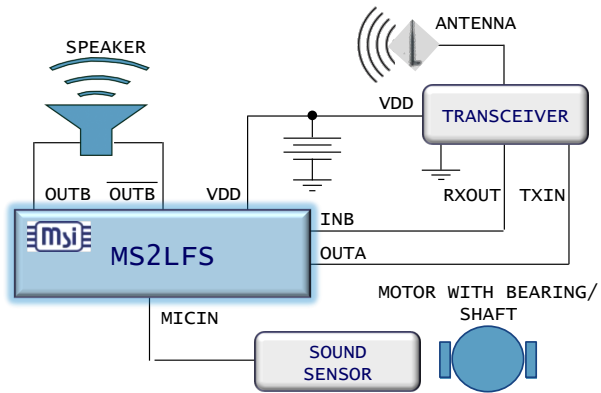 ANTENNA
SPEAKER
VDD
TRANSCEIVER
OUTB
OUTB
VDD
RXOUT
TXIN
INB
msi
MS2LFS
OUTA
MICIN
MOTOR WITH BEARING/
SHAFT
SOUND
SENSOR